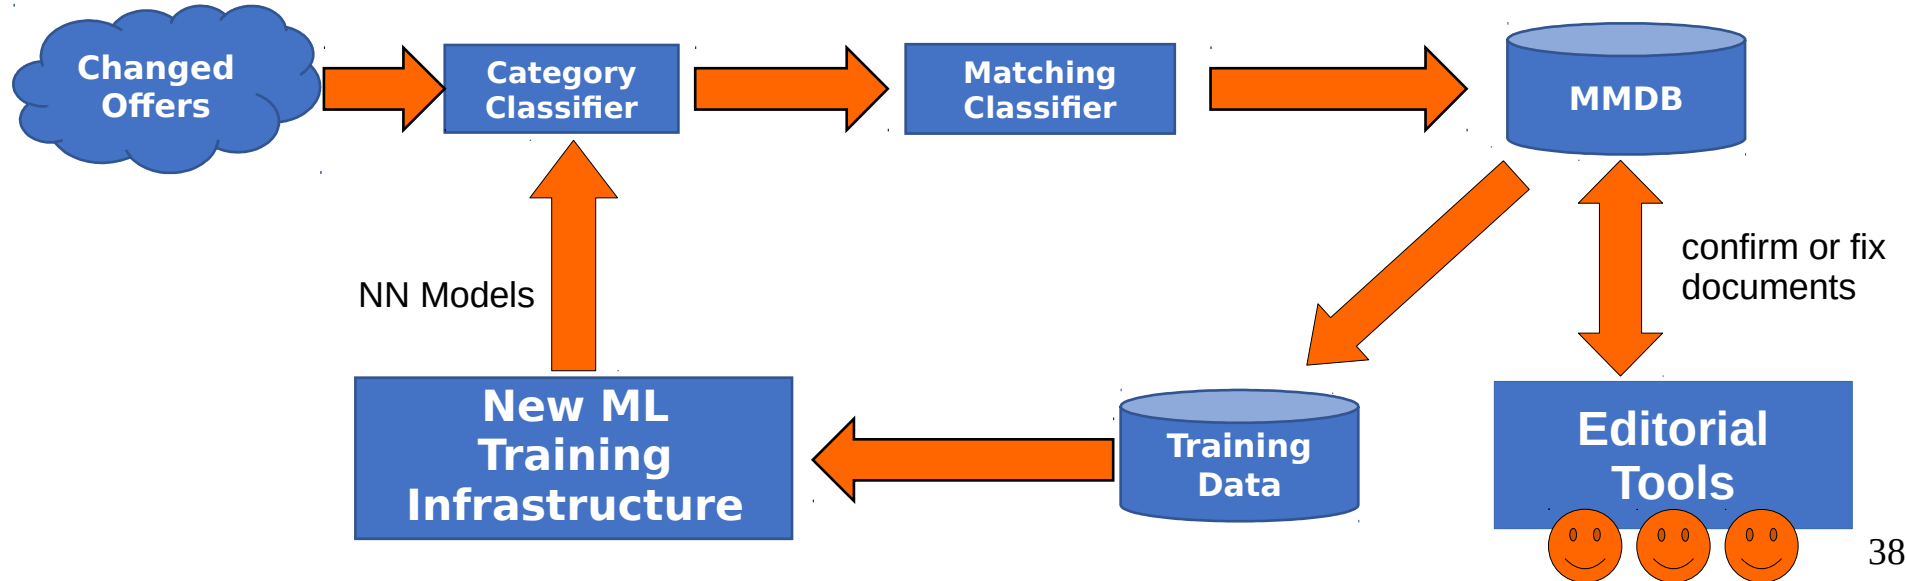 Changed
Offers
Category
Classifier
Matching
Classifier
MMDB
NN Models
confirm or fix
documents
New ML
Training
Infrastructure
Training
Data
Editorial
Tools
38